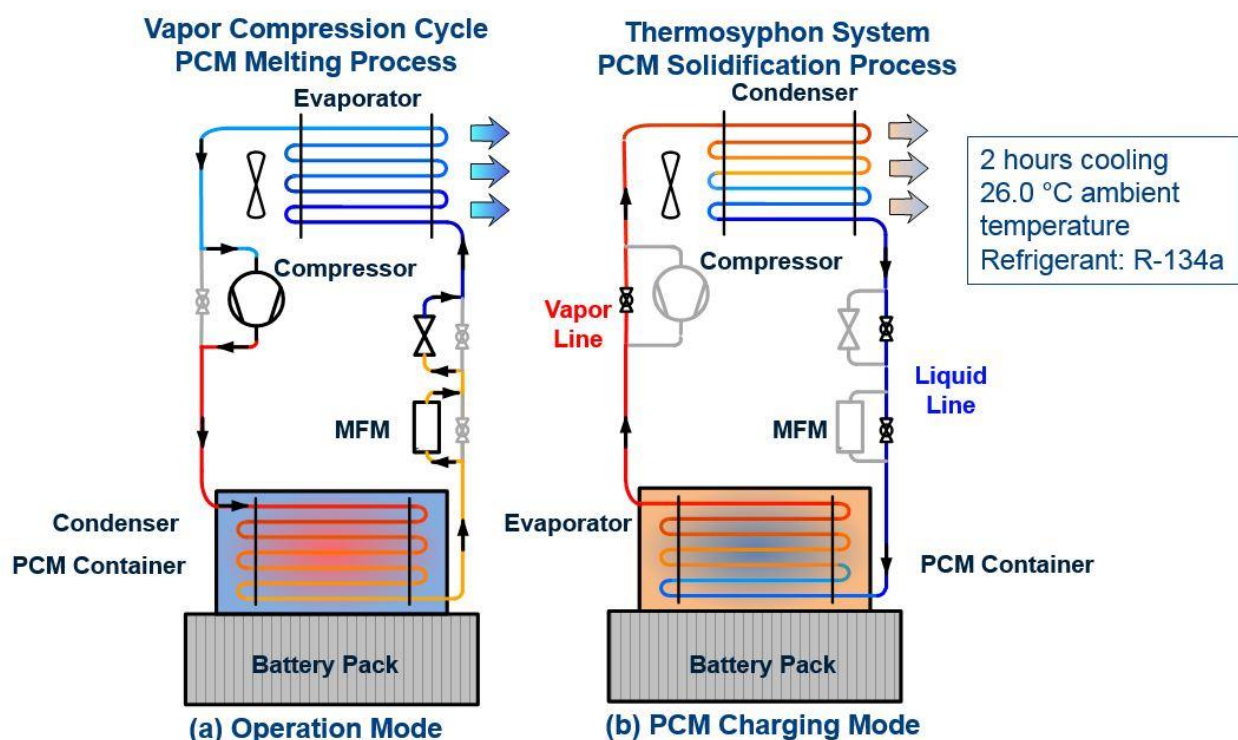 Vapor Compression Cycle
PCM Melting Process
Evaporator
Compressor
MFM
Condenser
PCM Container
Battery Pack
(a) Operation Mode
Thermosyphon System
PCM Solidification Process
Condenser
Compressor
Vapor
Line
Liquid
Line
MFM
Evaporator
PCM Container
Battery Pack
(b) PCM Charging Mode
2 hours cooling
26.0 °C ambient
temperature
Refrigerant: R-134a